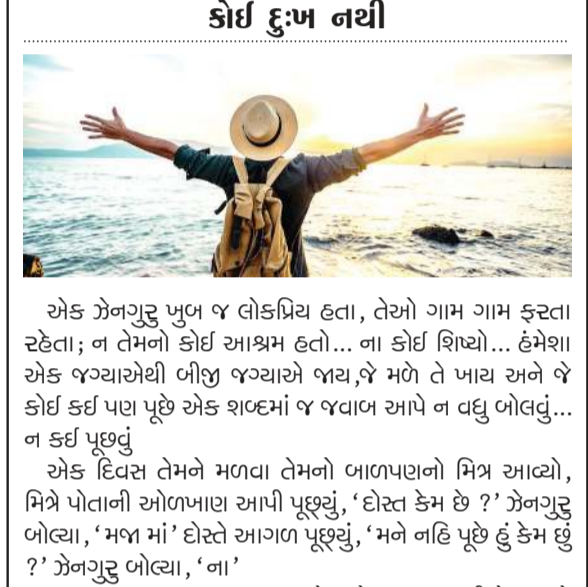 કોઈ દુઃખ નથી
એક ઝેનગુરુ ખુબ જ લોકપ્રિય હતા, તેઓ ગામ ગામ ફરતા
રહેતા; ન તેમનો કોઈ આશ્રમ હતો... ના કોઈ શિષ્યો... હંમેશા
એક જગ્યાએથી બીજી જગ્યાએ જાય,જે મળે તે ખાય અને જે
કોઈ કઈ પણ પૂછે એક શબ્દમાં જ જવાબ આપે ન વધુ બોલવું...
ન કઈ પૂછવું
એક દિવસ તેમને મળવા તેમનો બાળપણનો મિત્ર આવ્યો,
મિત્રે પોતાની ઓળખાણ આપી પૂછ્યું, ‘દોસ્ત કેમ છે ?’ ઝેનગુરુ
બોલ્યા, ‘મજા માં’ દોસ્તે આગળ પૂછ્યું, ‘મને નહિ પૂછે હું કેમ છું
?’ ઝેનગુરુ બોલ્યા, ‘ના’